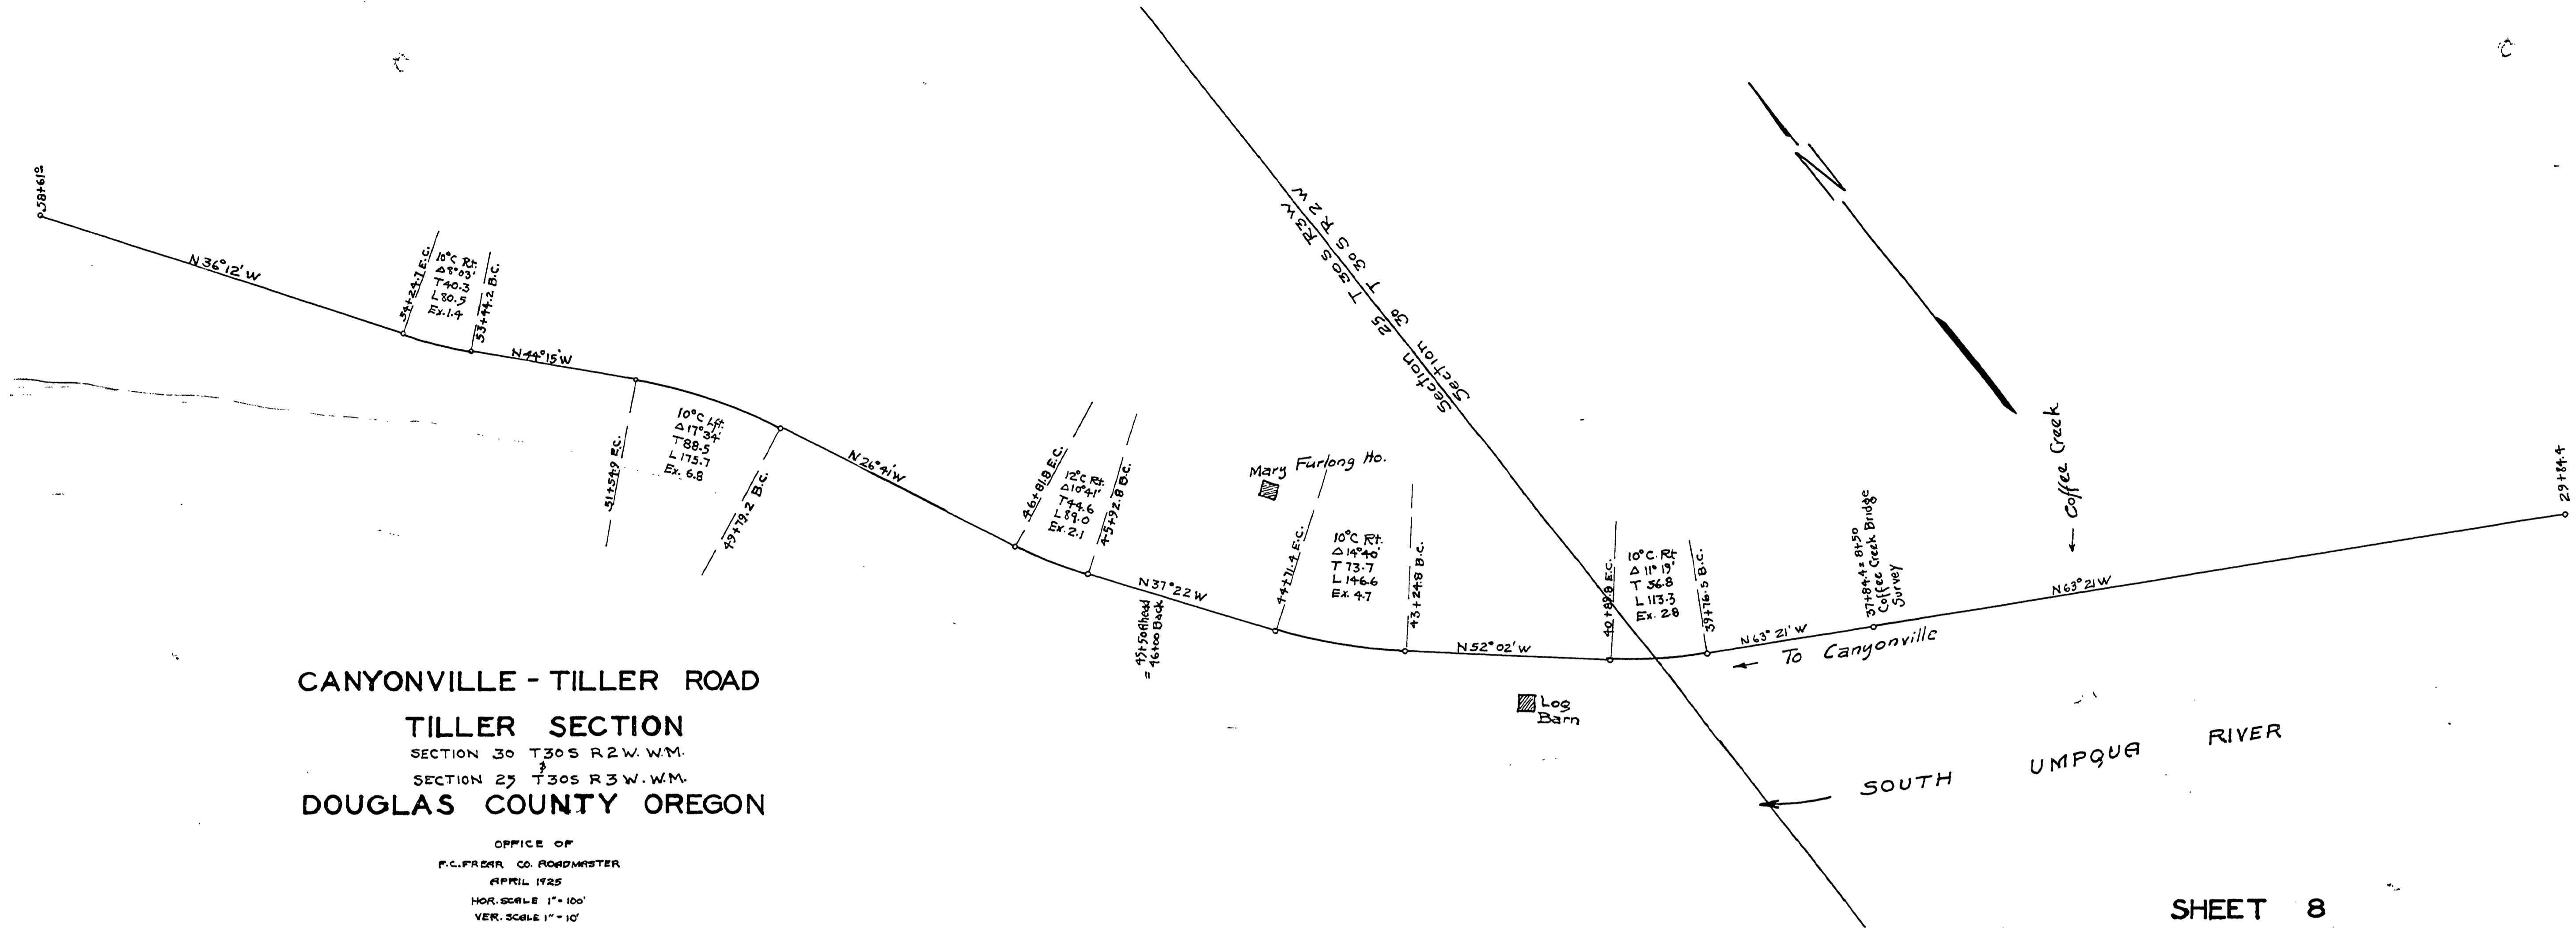 58+61.0
N 36°12' W
54+24.7 E.C.
10°C Rt.
Δ 8°03'
T 40.3
L 80.5
Ex. 1.4
53+44.2 B.C.
N 44°15' W
51+54.9 E.C.
10°C Lft.
Δ 17°34'
T 88.5
L 175.7
Ex. 6.8
49+79.2 B.C.
N 26°41' W
46+81.8 E.C.
12°C Rt.
Δ 10°41'
T 44.6
L 89.0
Ex. 2.1
45+92.8 B.C.
N 37°22 W
45+50 Ahead
= 46+00 Back
Mary Furlong Ho.
44+71.4 E.C.
10°C Rt.
Δ 14°40'
T 73.7
L 146.6
Ex. 4.7
43+24.8 B.C.
N 52°02' W
Section 25 T 30 S R 3 W
Section 30 T 30 S R 2 W
Log
Barn
40+89.8 E.C.
10°C. Rt
Δ 11°19'
T 56.8
L 113.3
Ex. 2.8
39+76.5 B.C.
N 63°21' W
To Canyonville
37+84.4 = 8+50
Coffee Creek Bridge
Survey
Coffee Creek
N 63°21 W
29+84.4
N
SOUTH UMPQUA RIVER
CANYONVILLE - TILLER ROAD
TILLER SECTION
SECTION 30 T30S R2W. W.M.
&
SECTION 25 T30S R3W. W.M.
DOUGLAS COUNTY OREGON
OFFICE OF
F.C. FREAR CO. ROADMASTER
APRIL 1925
HOR. SCALE 1" = 100'
VER. SCALE 1" = 10'
SHEET 8